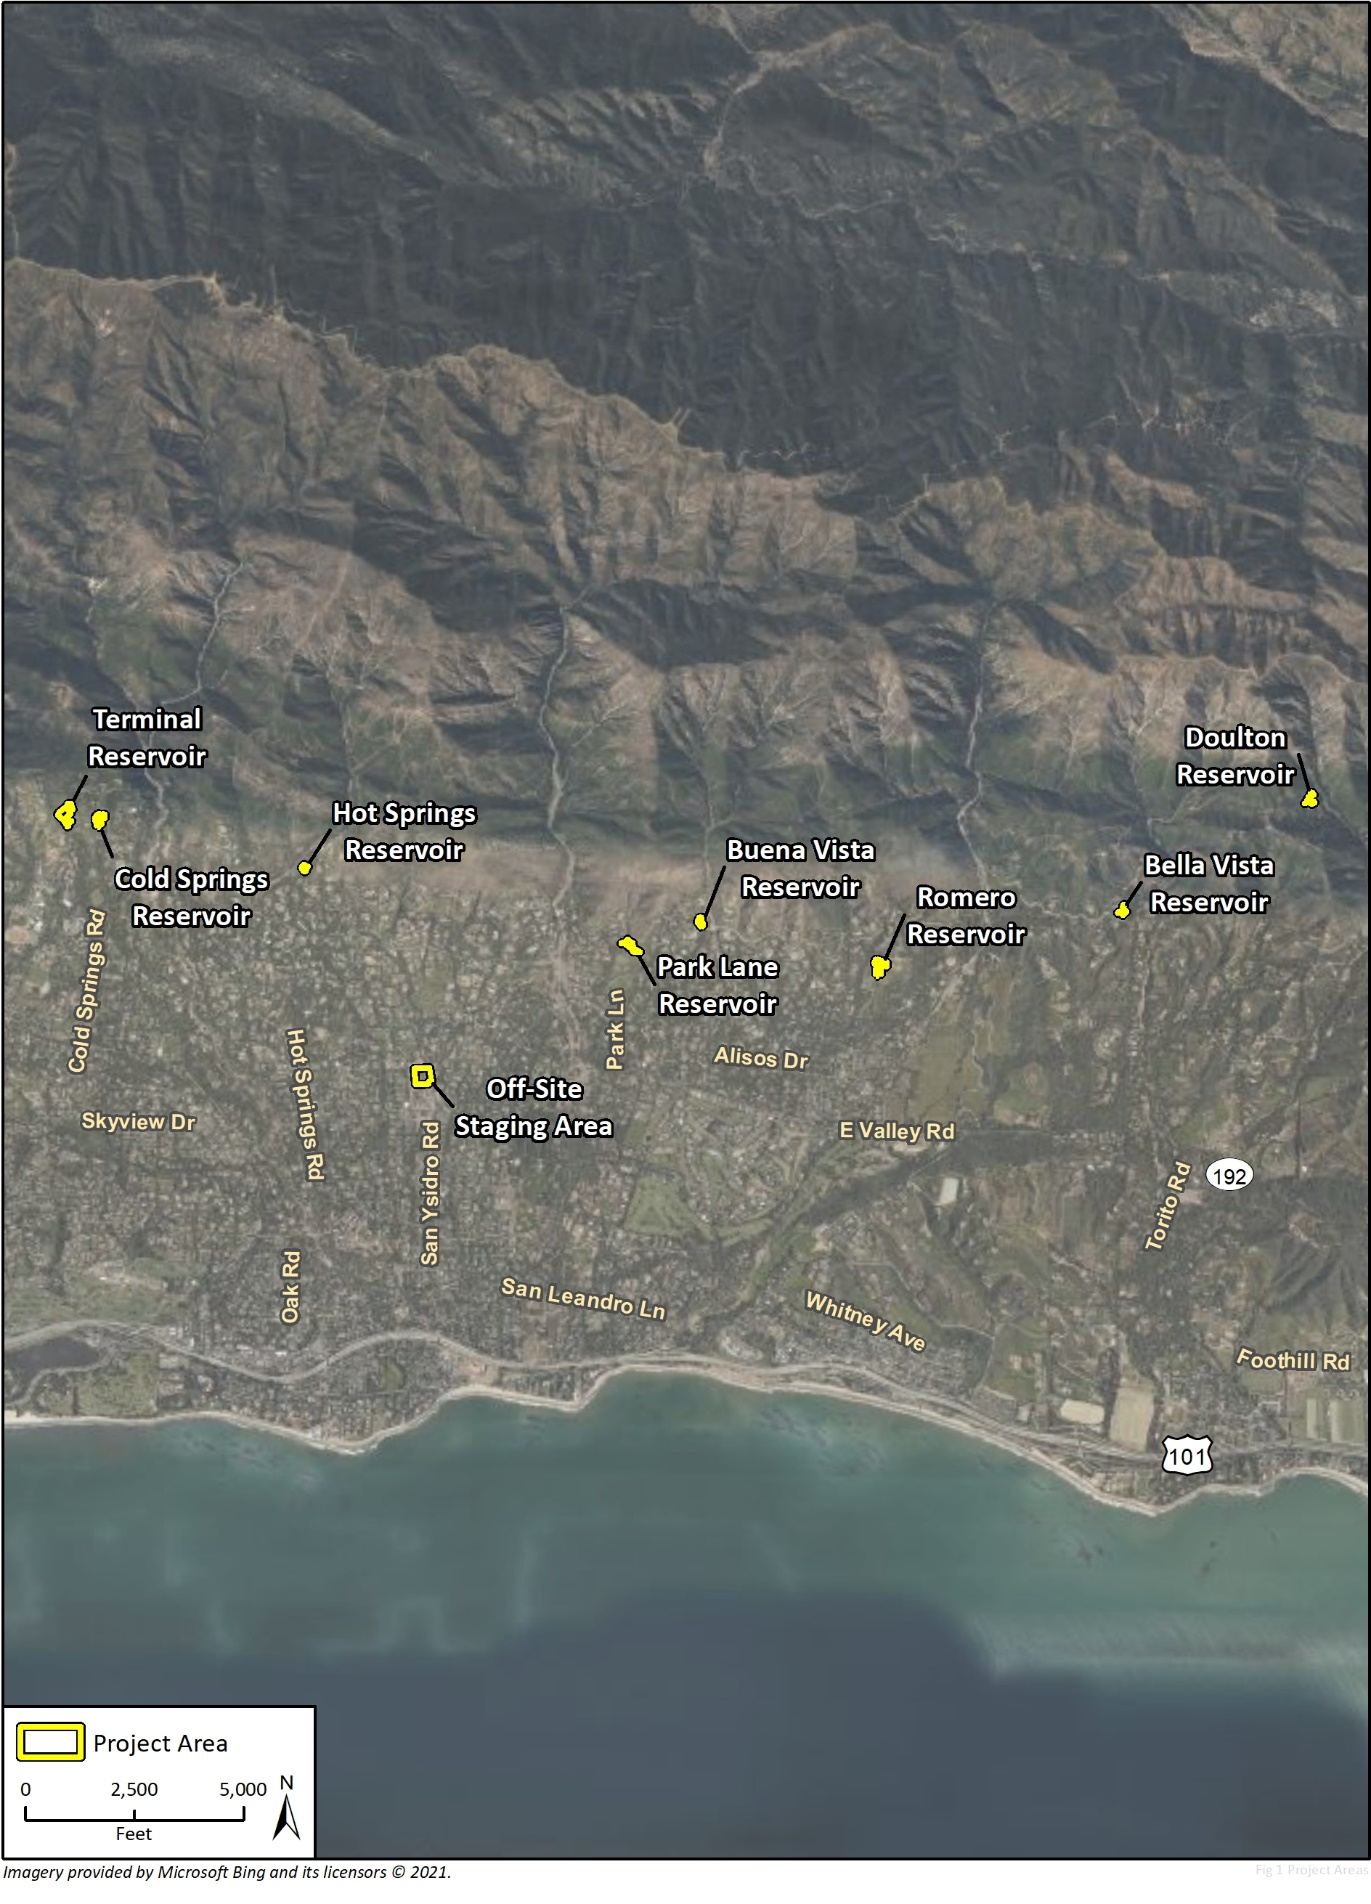 Terminal
Reservoir
Doulton
Reservoir
Hot Springs
Reservoir
Buena Vista
Reservoir
Bella Vista
Reservoir
Cold Springs
Reservoir
Romero
Reservoir
Park Lane
Reservoir
Cold Springs Rd
Park Ln
Hot Springs Rd
Alisos Dr
Off-Site
Staging Area
Skyview Dr
E Valley Rd
San Ysidro Rd
Torito Rd
192
Oak Rd
San Leandro Ln
Whitney Ave
Foothill Rd
101
Project Area
0 2,500 5,000
Feet
N
Imagery provided by Microsoft Bing and its licensors © 2021.
Fig 1 Project Areas